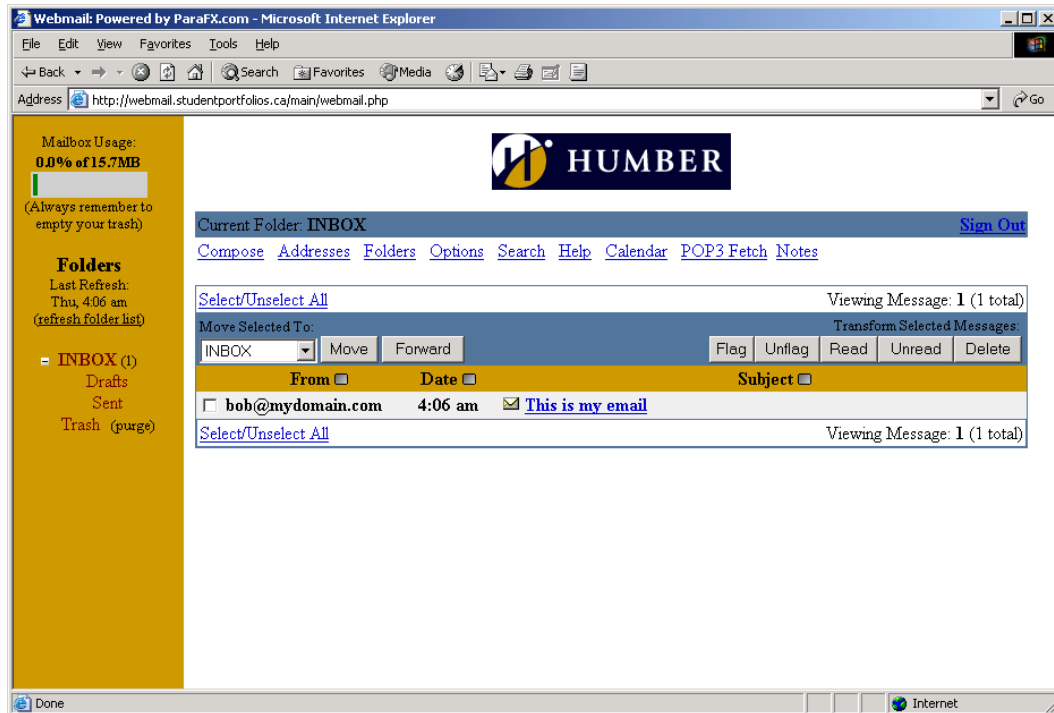 Webmail: Powered by ParaFX.com - Microsoft Internet Explorer
File Edit View Favorites Tools Help
Back Search Favorites Media
Address http://webmail.studentportfolios.ca/main/webmail.php Go
Mailbox Usage:
0.0% of 15.7MB
(Always remember to
empty your trash)
Folders
Last Refresh:
Thu, 4:06 am
(refresh folder list)
INBOX (1)
Drafts
Sent
Trash (purge)
HUMBER
Current Folder: INBOX Sign Out
Compose Addresses Folders Options Search Help Calendar POP3 Fetch Notes
Select/Unselect All Viewing Message: 1 (1 total)
Move Selected To: Transform Selected Messages:
INBOX Move Forward Flag Unflag Read Unread Delete
From Date Subject
bob@mydomain.com 4:06 am This is my email
Select/Unselect All Viewing Message: 1 (1 total)
Done Internet